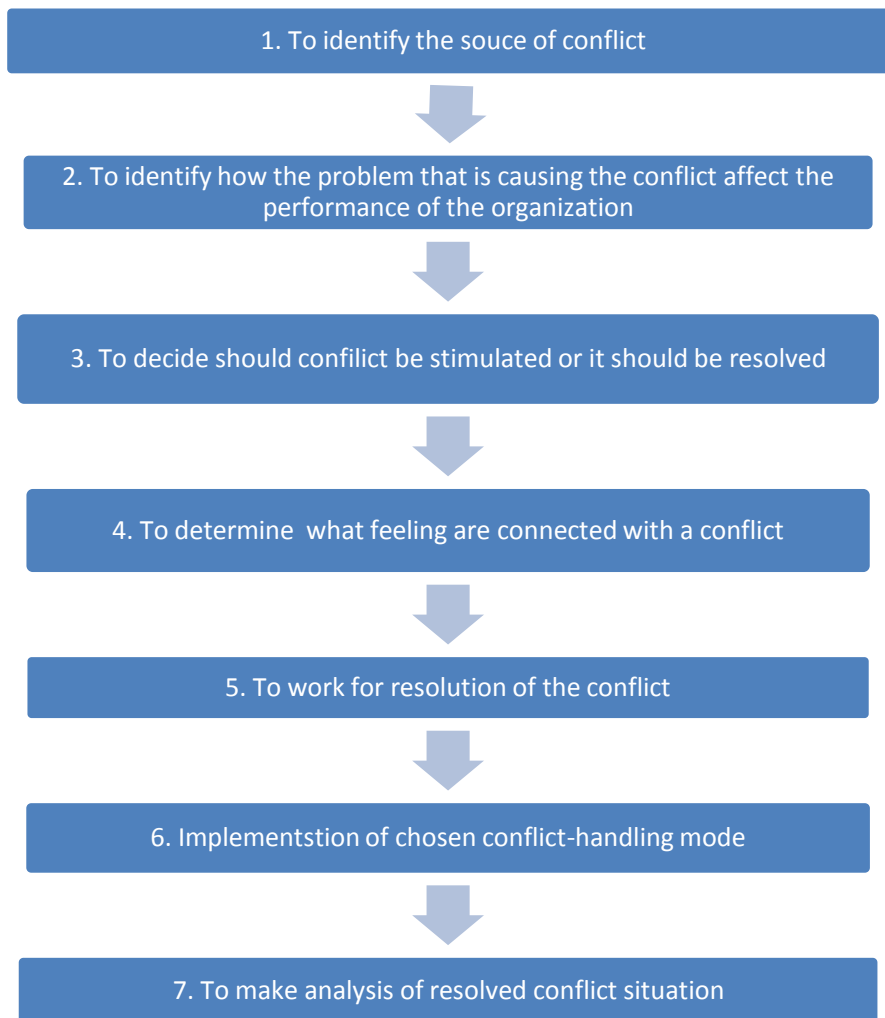 1. To identify the souce of conflict
2. To identify how the problem that is causing the conflict affect the
performance of the organization
3. To decide should confilict be stimulated or it should be resolved
4. To determine  what feeling are connected with a conflict
5. To work for resolution of the conflict
6. Implementstion of chosen conflict-handling mode
7. To make analysis of resolved conflict situation